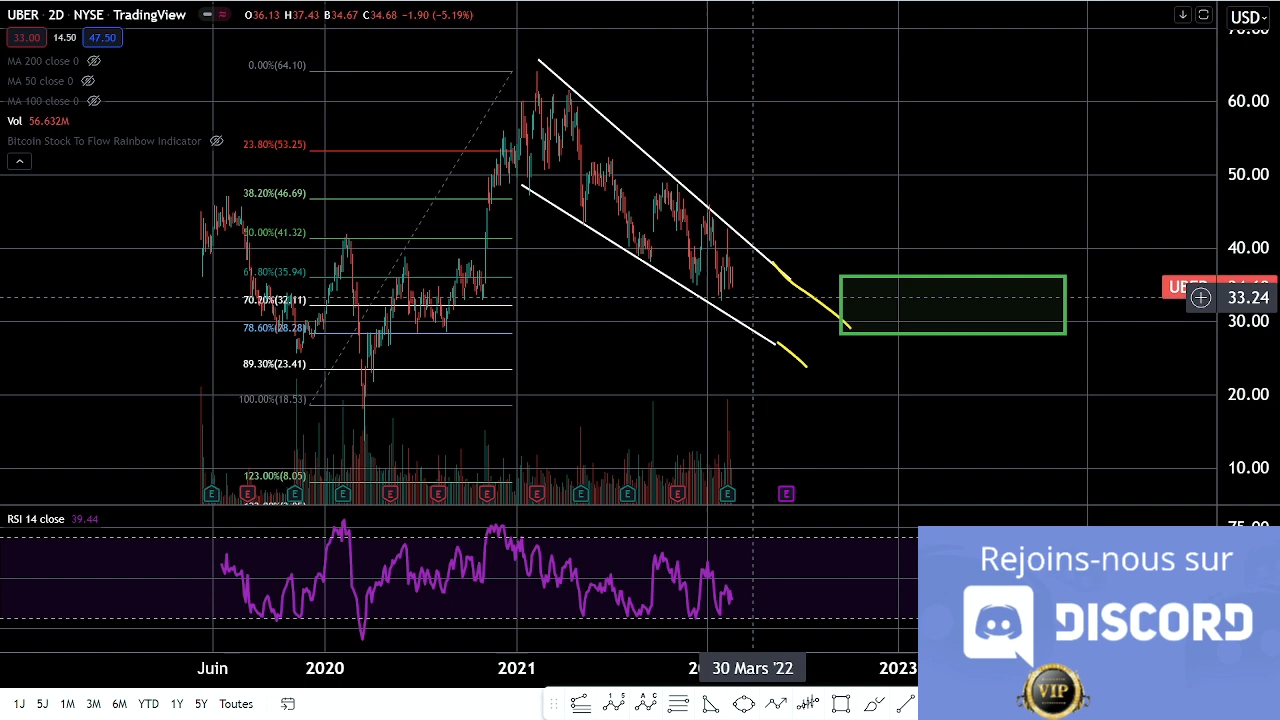 UBER · 2D · NYSE · TradingView
O36.13 H37.43 B34.67 C34.68 -1.90 (-5.19%)
33.00 14.50 47.50
MA 200 close 0
MA 50 close 0
MA 100 close 0
Vol 56.632M
Bitcoin Stock To Flow Rainbow Indicator
USD
60.00
50.00
40.00
30.00
20.00
10.00
33.24
0.00%(64.10)
23.80%(53.25)
38.20%(46.69)
50.00%(41.32)
61.80%(35.94)
70.20%(32.11)
78.60%(28.28)
89.30%(23.41)
100.00%(18.53)
123.00%(8.05)
E E E E E E E E E E E E E
RSI 14 close 39.44
75.00
Juin 2020 2021 30 Mars '22 2023
1J 5J 1M 3M 6M YTD 1Y 5Y Toutes
Rejoins-nous sur
DISCORD
VIP